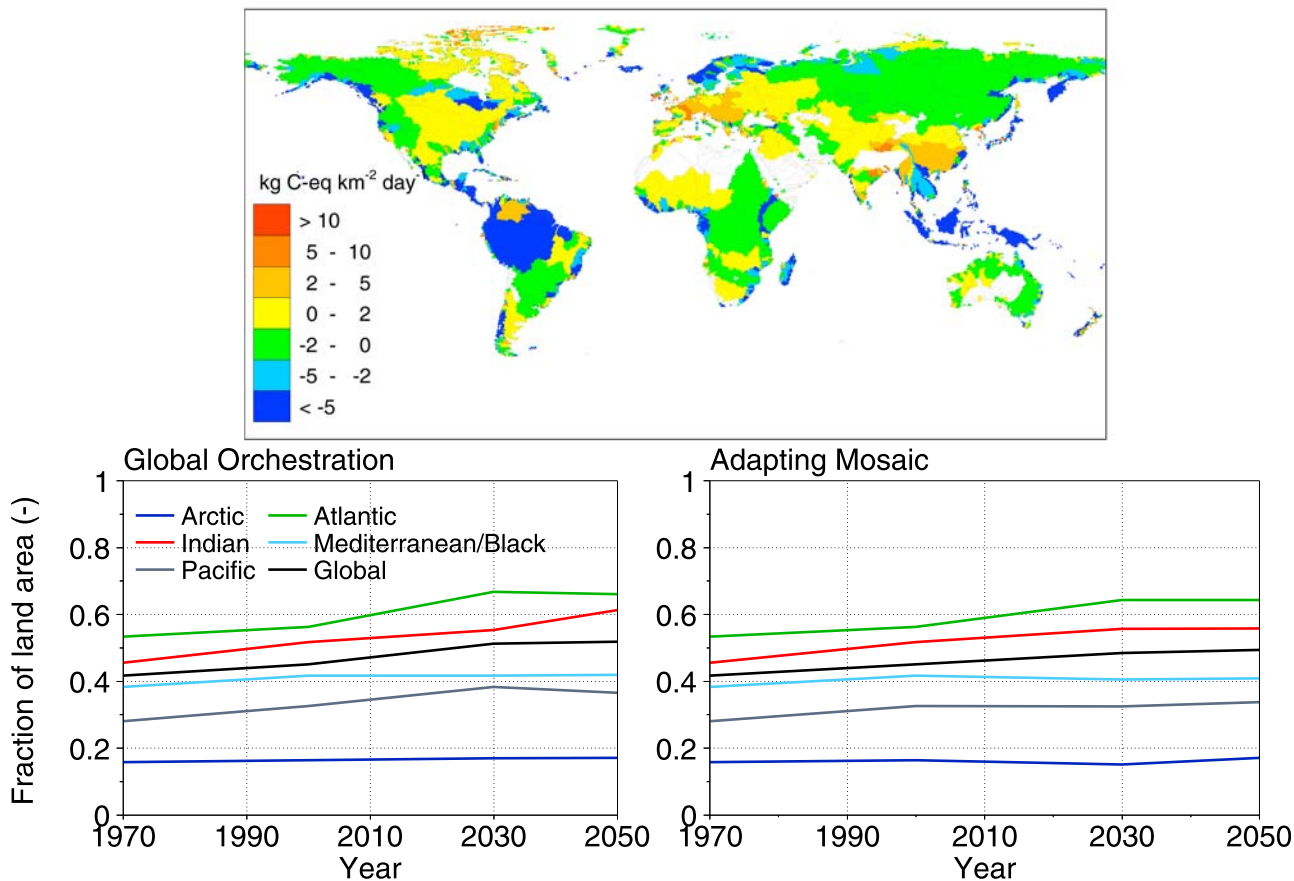 kg C-eq km-2 day-
> 10
5 - 10
2 - 5
0 - 2
-2 - 0
-5 - -2
< -5
Global Orchestration
Adapting Mosaic
Fraction of land area (-)
1
0.8
0.6
0.4
0.2
0
Arctic
Atlantic
Indian
Mediterranean/Black
Pacific
Global
1970 1990 2010 2030 2050
Year
1
0.8
0.6
0.4
0.2
0
1970 1990 2010 2030 2050
Year